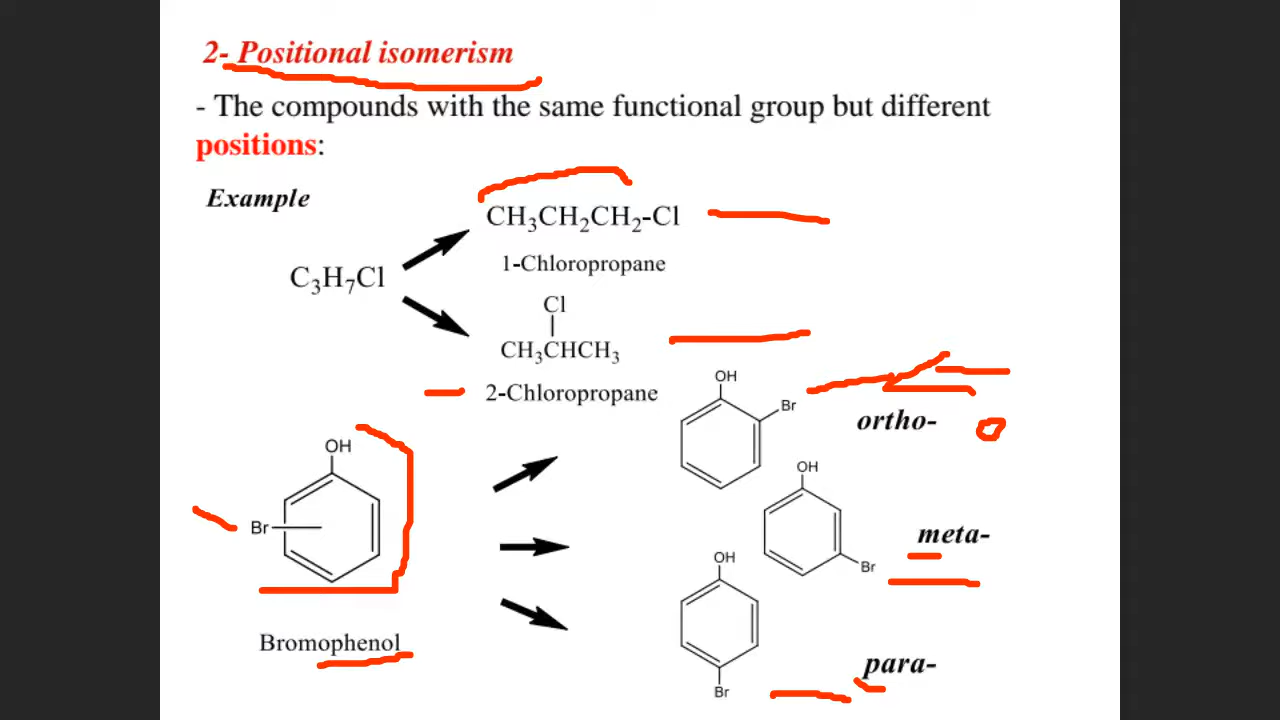 2- Positional isomerism
- The compounds with the same functional group but different
positions:
Example
CH₃CH₂CH₂-Cl
1-Chloropropane
C₃H₇Cl
Cl
CH₃CHCH₃
2-Chloropropane
OH
Br
ortho-
o
OH
Br
Bromophenol
OH
Br
meta-
OH
Br
para-